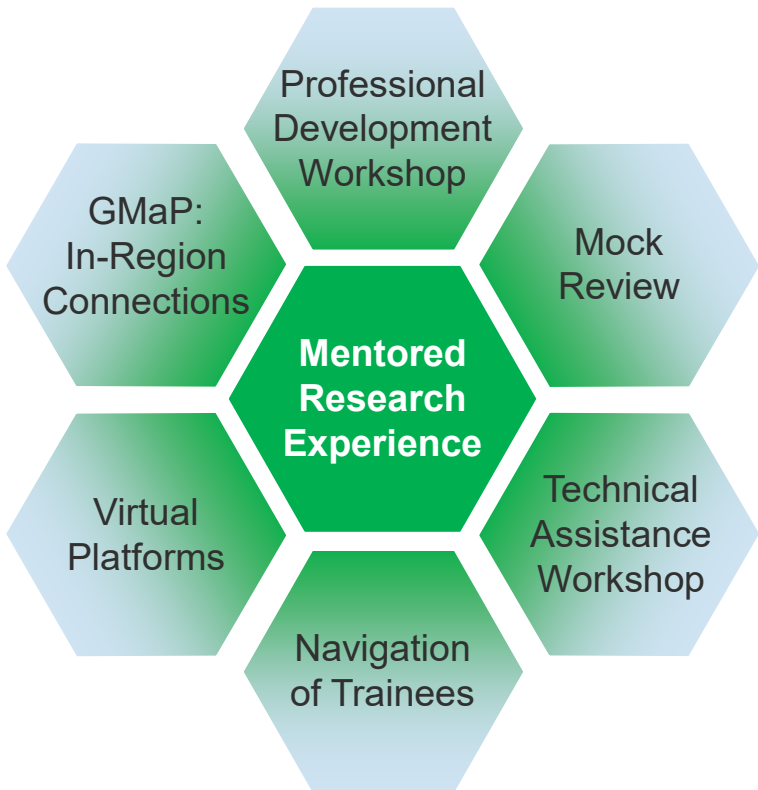 Professional
Development
Workshop
GMaP:
In-Region
Connections
Mock
Review
Mentored
Research
Experience
Virtual
Platforms
Technical
Assistance
Workshop
Navigation
of Trainees